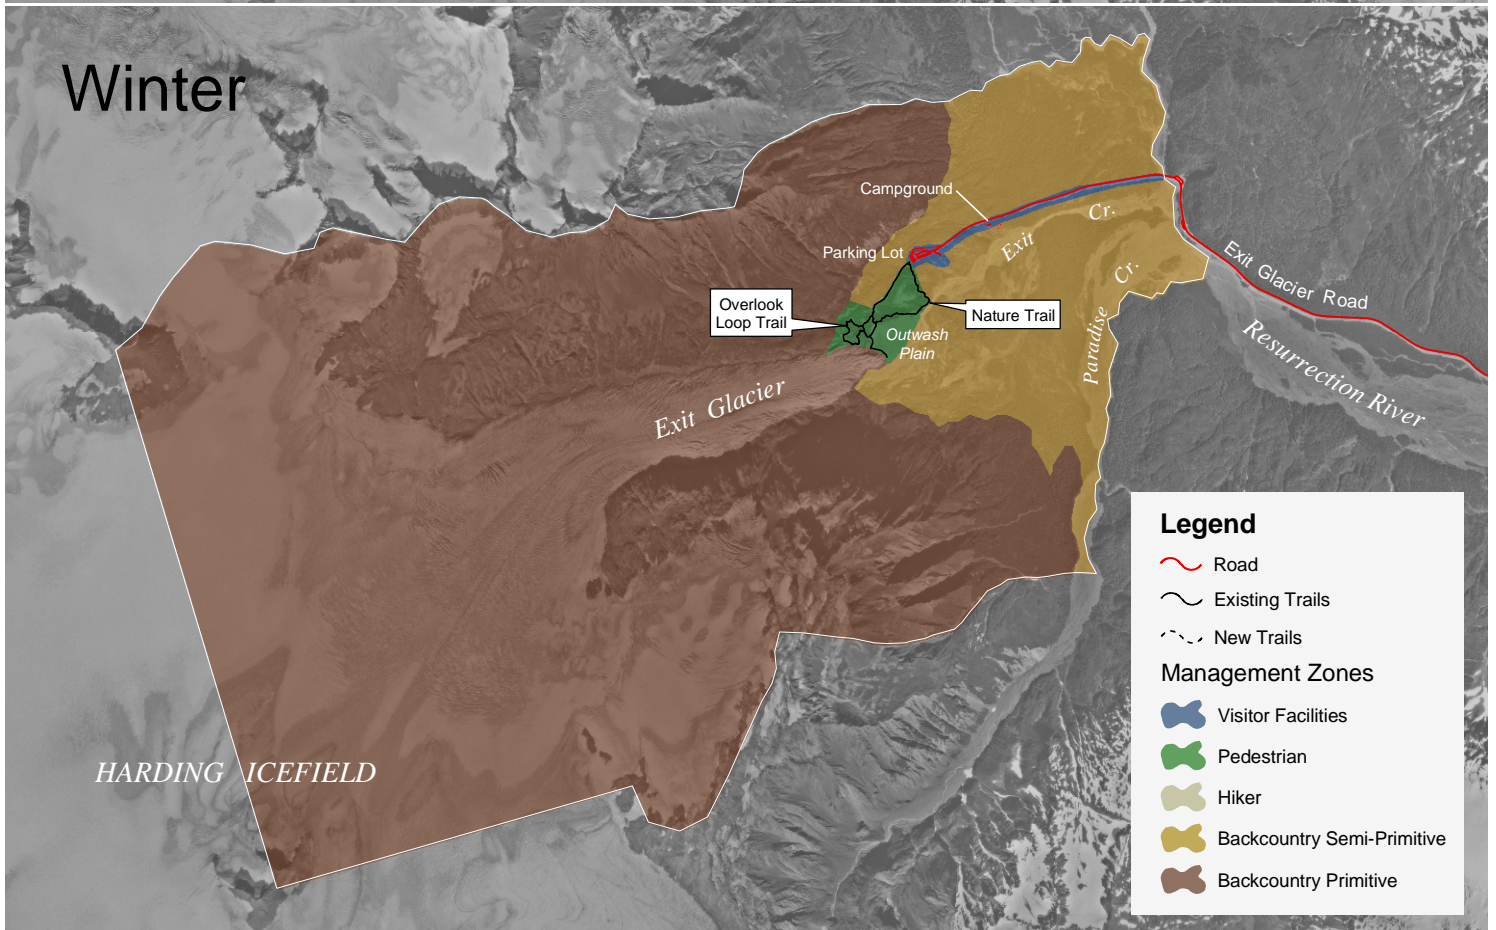 Winter
Campground
Parking Lot
Exit
Cr.
Exit Glacier Road
Overlook
Loop Trail
Nature Trail
Outwash
Plain
Paradise
Cr.
Resurrection River
Exit Glacier
HARDING ICEFIELD
Legend
Road
Existing Trails
New Trails
Management Zones
Visitor Facilities
Pedestrian
Hiker
Backcountry Semi-Primitive
Backcountry Primitive